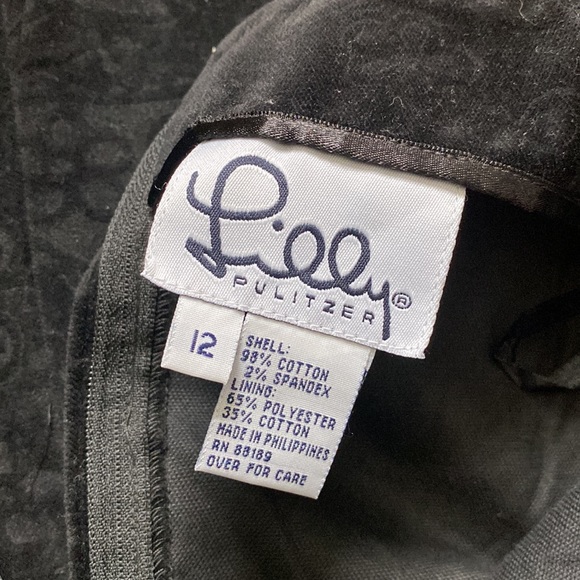 Lilly®
PULITZER
12
SHELL:
98% COTTON
2% SPANDEX
LINING:
65% POLYESTER
35% COTTON
MADE IN PHILIPPINES
RN 88189
OVER FOR CARE